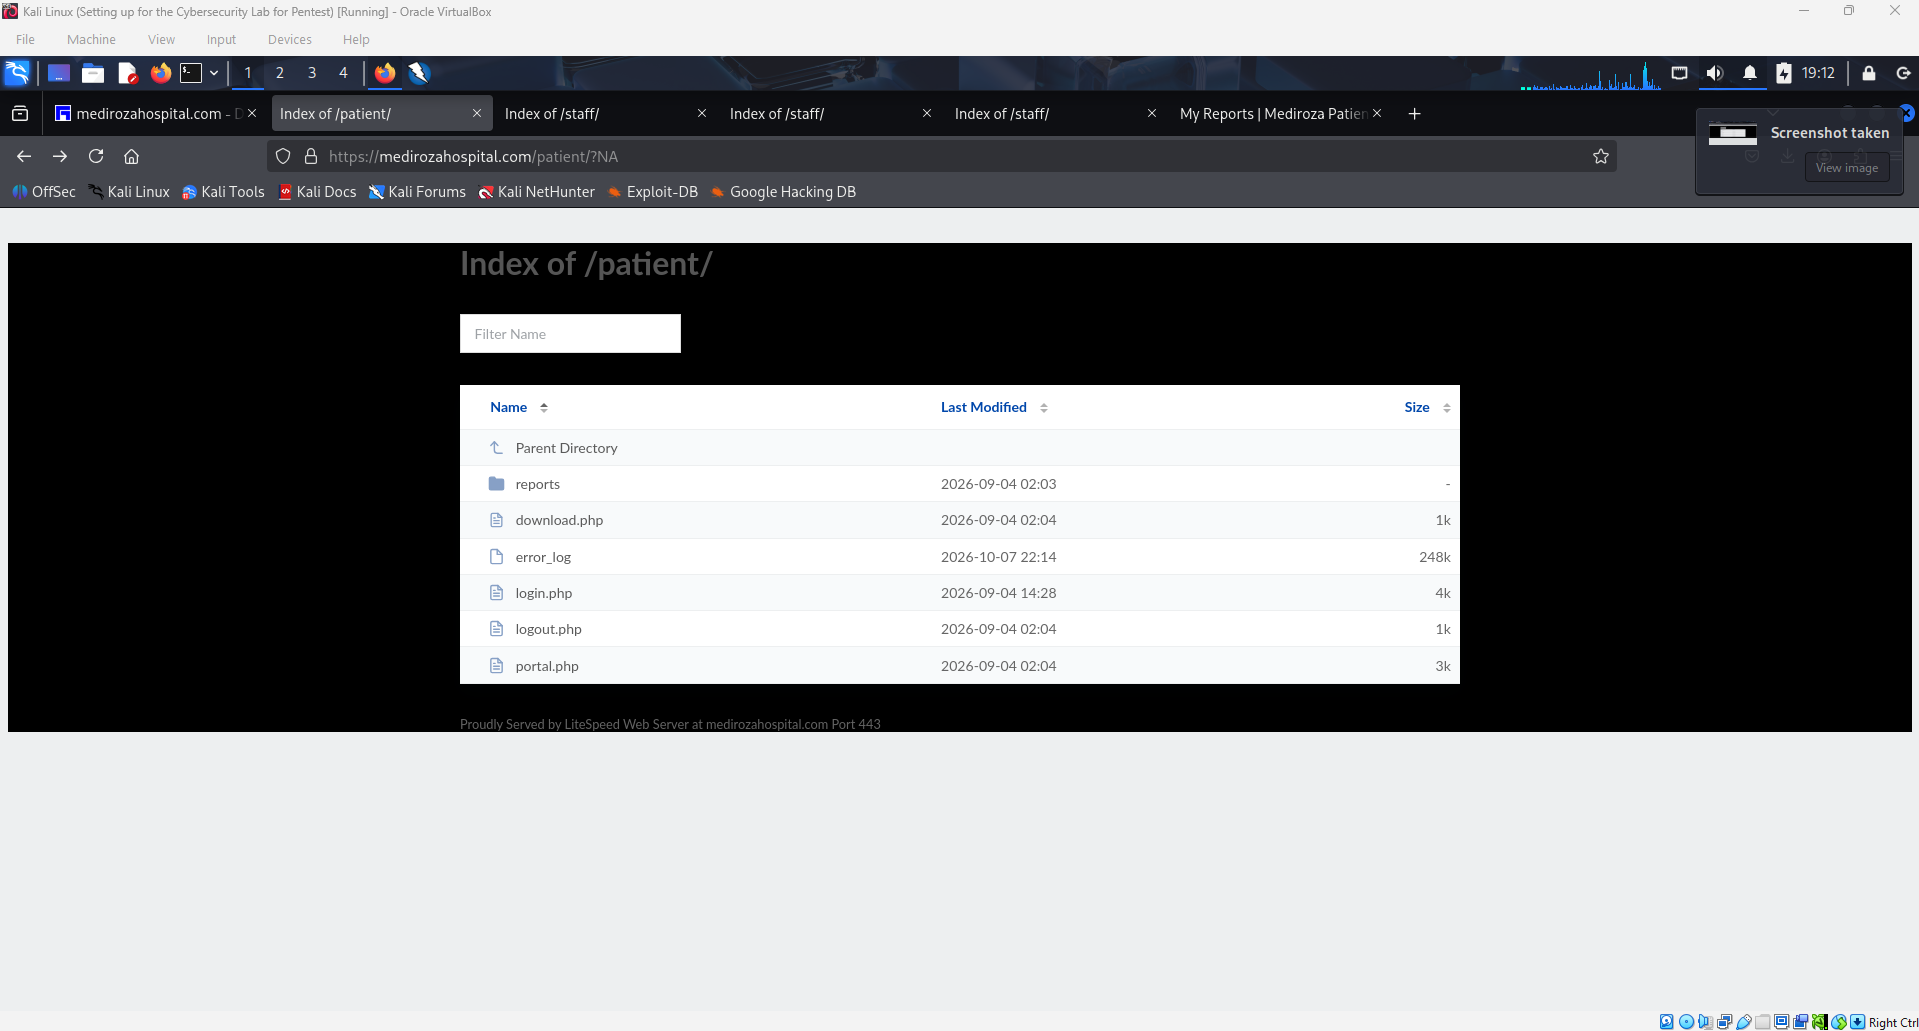 Kali Linux (Setting up for the Cybersecurity Lab for Pentest) [Running] - Oracle VirtualBox
File Machine View Input Devices Help
1 2 3 4 19:12
medirozahospital.com - D Index of /patient/ Index of /staff/ Index of /staff/ Index of /staff/ My Reports | Mediroza Patien
Screenshot taken
View image
https://medirozahospital.com/patient/?NA
OffSec Kali Linux Kali Tools Kali Docs Kali Forums Kali NetHunter Exploit-DB Google Hacking DB
Index of /patient/
Filter Name
Name Last Modified Size
Parent Directory
reports 2026-09-04 02:03 -
download.php 2026-09-04 02:04 1k
error_log 2026-10-07 22:14 248k
login.php 2026-09-04 14:28 4k
logout.php 2026-09-04 02:04 1k
portal.php 2026-09-04 02:04 3k
Proudly Served by LiteSpeed Web Server at medirozahospital.com Port 443
Right Ctrl